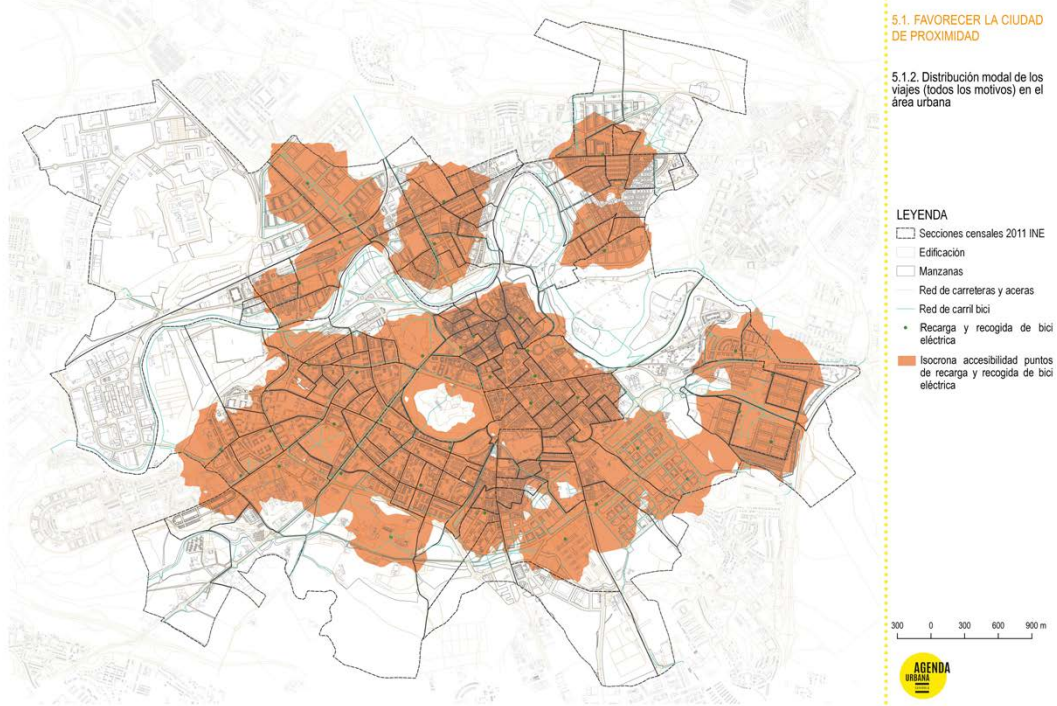 5.1. FAVORECER LA CIUDAD
DE PROXIMIDAD
5.1.2. Distribución modal de los
viajes (todos los motivos) en el
área urbana
LEYENDA
Secciones censales 2011 INE
Edificación
Manzanas
Red de carreteras y aceras
Red de carril bici
Recarga y recogida de bici
eléctrica
Isocrona accesibilidad puntos
de recarga y recogida de bici
eléctrica
300 0 300 600 900 m
AGENDA
URBANA